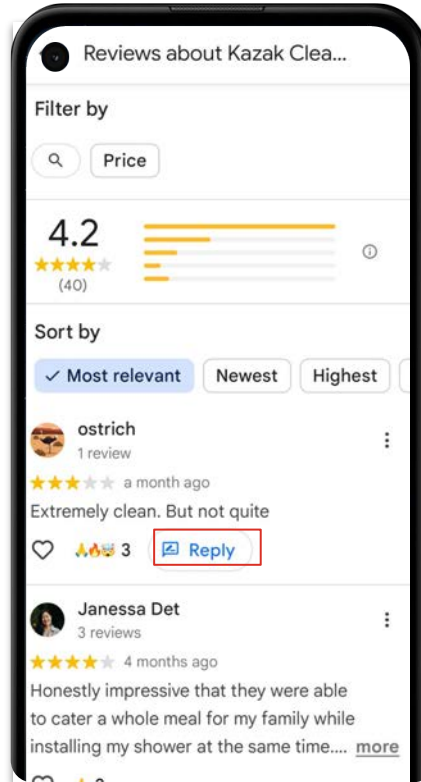 Reviews about Kazak Clea...
Filter by
Price
4.2
(40)
Sort by
Most relevant Newest Highest
ostrich
1 review
a month ago
Extremely clean. But not quite
3 Reply
Janessa Det
3 reviews
4 months ago
Honestly impressive that they were able
to cater a whole meal for my family while
installing my shower at the same time.... more